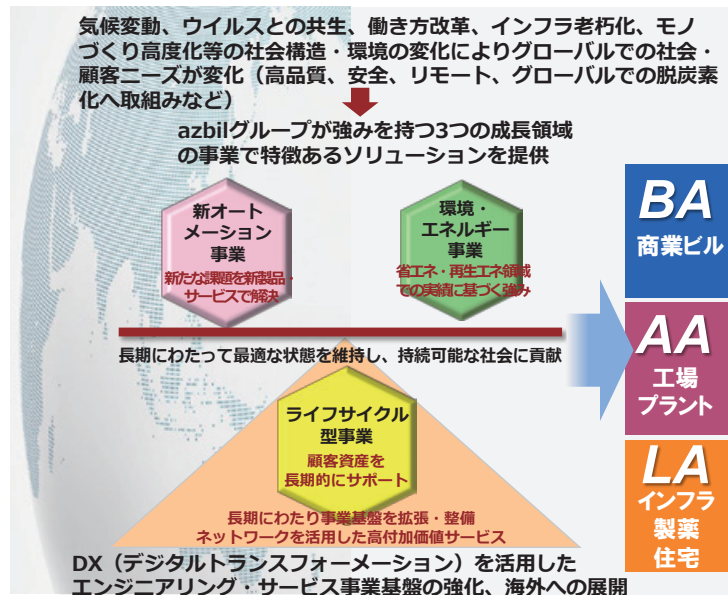 気候変動、ウイルスとの共生、働き方改革、インフラ老朽化、モノ
づくり高度化等の社会構造・環境の変化によりグローバルでの社会・
顧客ニーズが変化（高品質、安全、リモート、グローバルでの脱炭素
化へ取組みなど）
azbilグループが強みを持つ3つの成長領域
の事業で特徴あるソリューションを提供
新オート
メーション
事業
新たな課題を新製品・
サービスで解決
環境・
エネルギー
事業
省エネ・再生エネ領域
での実績に基づく強み
長期にわたって最適な状態を維持し、持続可能な社会に貢献
ライフサイクル
型事業
顧客資産を
長期的にサポート
長期にわたり事業基盤を拡張・整備
ネットワークを活用した高付加価値サービス
DX（デジタルトランスフォーメーション）を活用した
エンジニアリング・サービス事業基盤の強化、海外への展開
BA
商業ビル
AA
工場
プラント
LA
インフラ
製薬
住宅